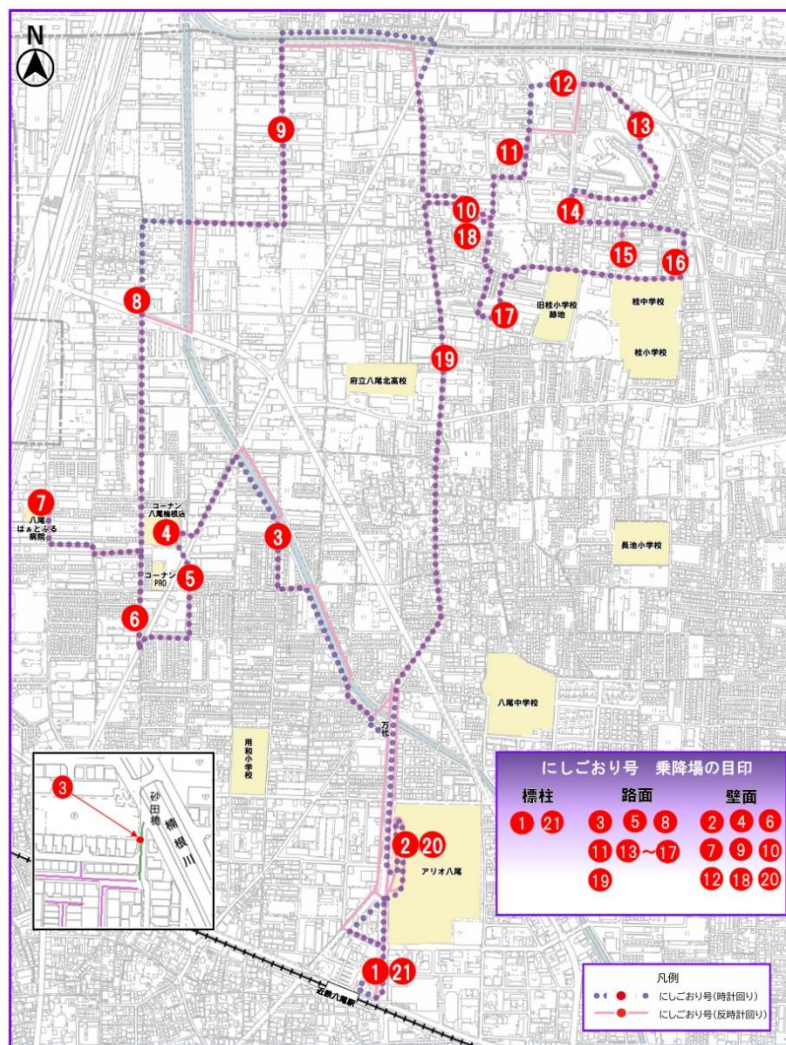 N
12
13
9
11
10
14
18
15
16
8
17
旧桂小学校
跡地
桂中学校
桂小学校
19
府立八尾北高校
7
八尾
はぁとふる
病院
コーナン
八尾楠根店
4
3
長池小学校
コーナン
PRO
5
6
八尾中学校
万代
用和小学校
3
砂田橋
楠根川
2 20
アリオ八尾
1 21
近鉄八尾駅
にしごおり号 乗降場の目印
標柱 路面 壁面
1 21 3 5 8 2 4 6
11 13～17 7 9 10
19 12 18 20
凡例
にしごおり号(時計回り)
にしごおり号(反時計回り)